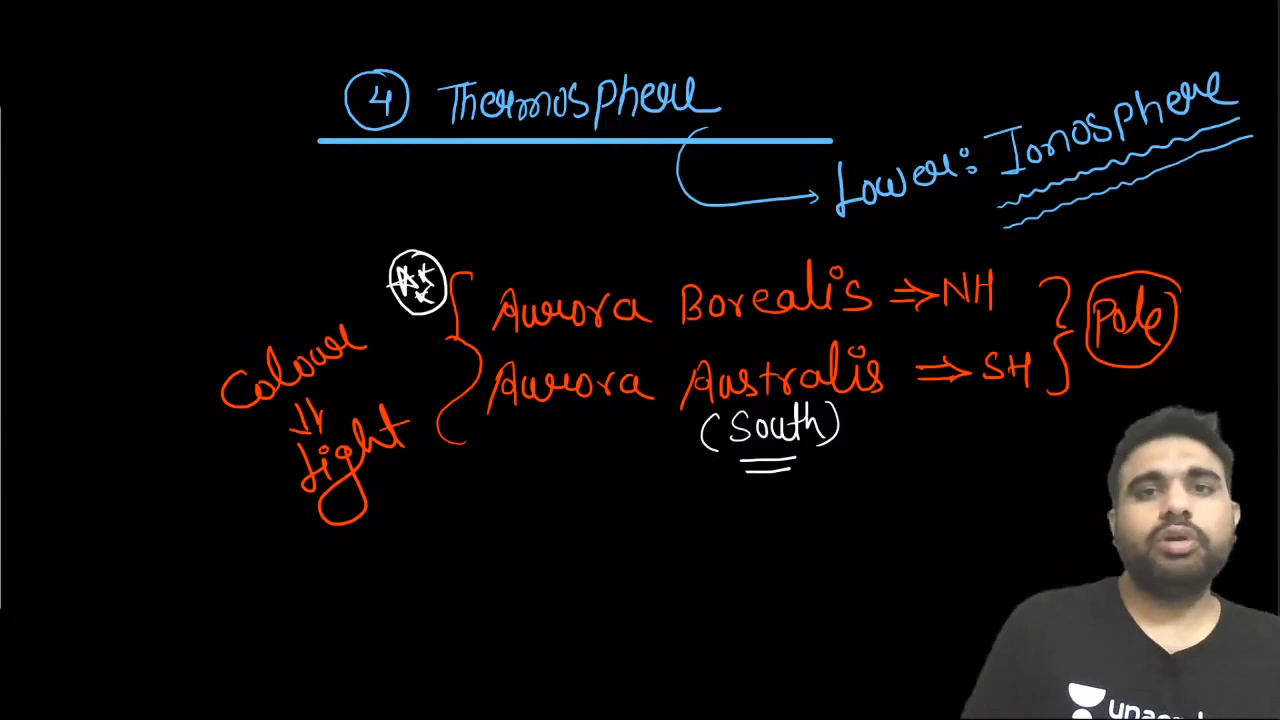 4 Thermosphere
Lower: Ionosphere
Aurora Borealis ⇒ NH
Aurora Australis ⇒ SH
Pole
(South)
Colour
Light